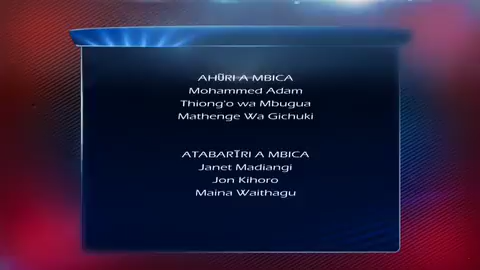 AHŨRI A MBICA
Mohammed Adam
Thiong'o wa Mbugua
Mathenge Wa Gichuki
ATABARĨRI A MBICA
Janet Madiangi
Jon Kihoro
Maina Waithagu